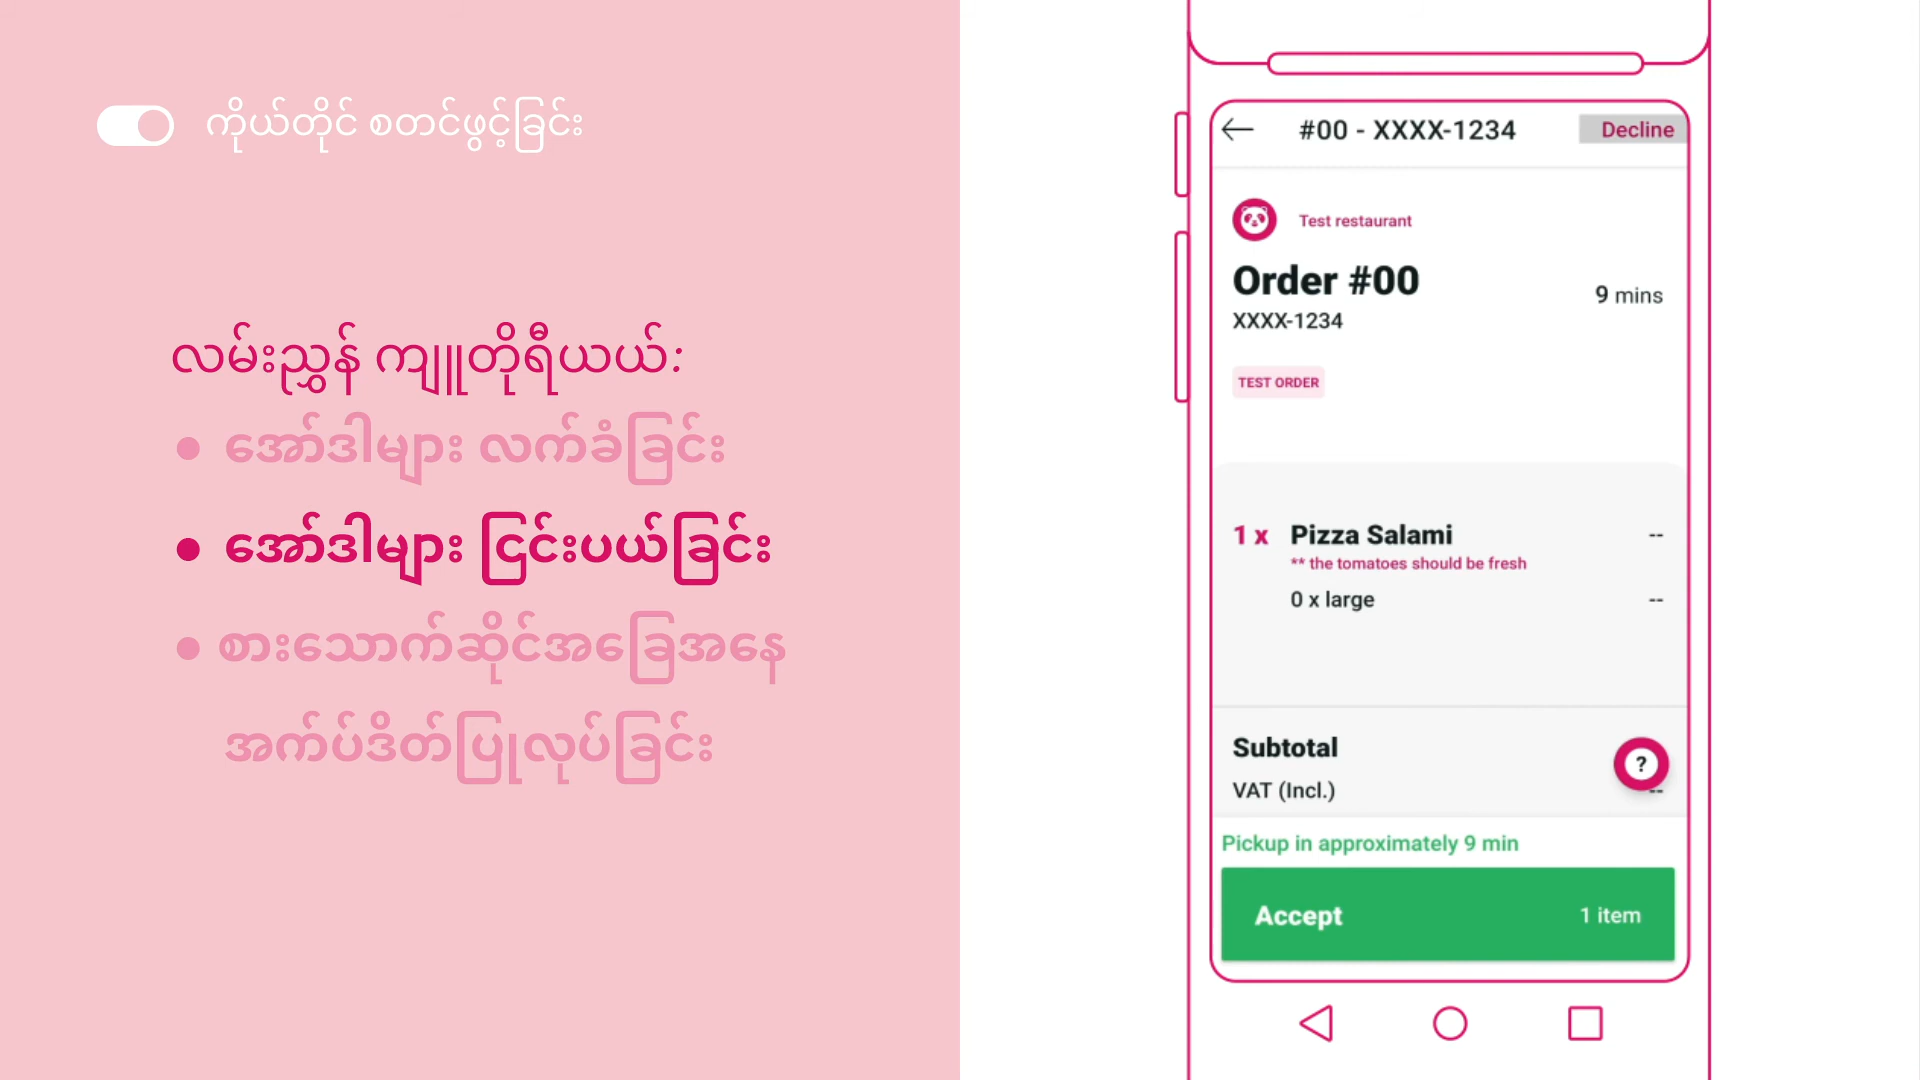 ကိုယ်တိုင် စတင်ဖွင့်ခြင်း
လမ်းညွှန် ကျူတိုရီယယ်:
● အော်ဒါများ လက်ခံခြင်း
● အော်ဒါများ ငြင်းပယ်ခြင်း
● စားသောက်ဆိုင်အခြေအနေ
အက်ပ်ဒိတ်ပြုလုပ်ခြင်း
#00 - XXXX-1234 Decline
Test restaurant
Order #00
9 mins
XXXX-1234
TEST ORDER
1 x Pizza Salami --
** the tomatoes should be fresh
0 x large --
Subtotal
?
VAT (Incl.) --
Pickup in approximately 9 min
Accept 1 item